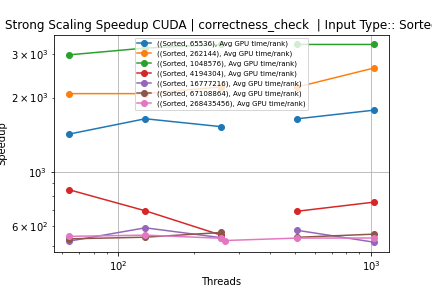 Strong Scaling Speedup CUDA | correctness_check | Input Type:: Sorte
((Sorted, 65536), Avg GPU time/rank)
((Sorted, 262144), Avg GPU time/rank)
((Sorted, 1048576), Avg GPU time/rank)
((Sorted, 4194304), Avg GPU time/rank)
((Sorted, 16777216), Avg GPU time/rank)
((Sorted, 67108864), Avg GPU time/rank)
((Sorted, 268435456), Avg GPU time/rank)
3 × 10³
2 × 10³
10³
6 × 10²
Speedup
10²
10³
Threads